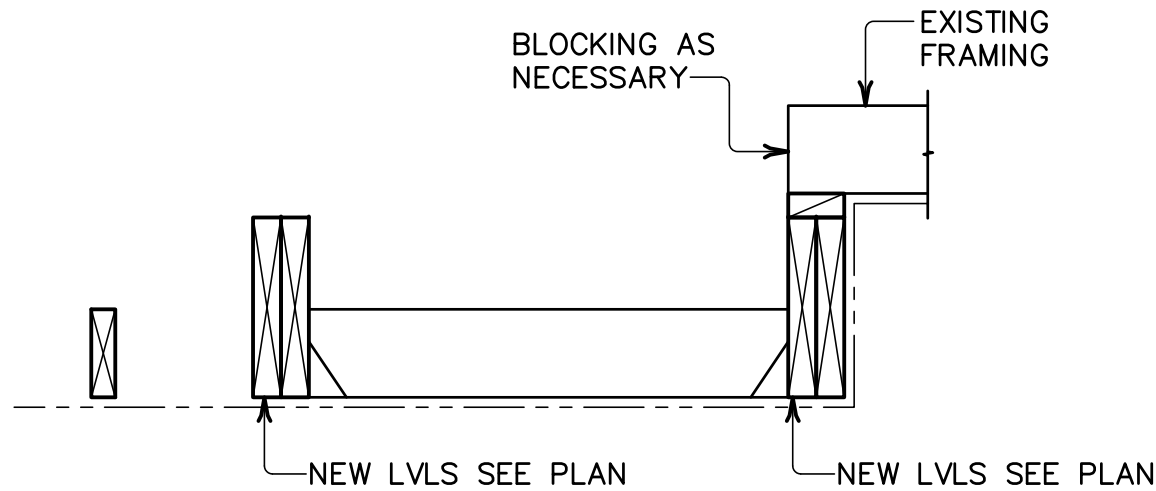 EXISTING
FRAMING
BLOCKING AS
NECESSARY
NEW LVLS SEE PLAN
NEW LVLS SEE PLAN